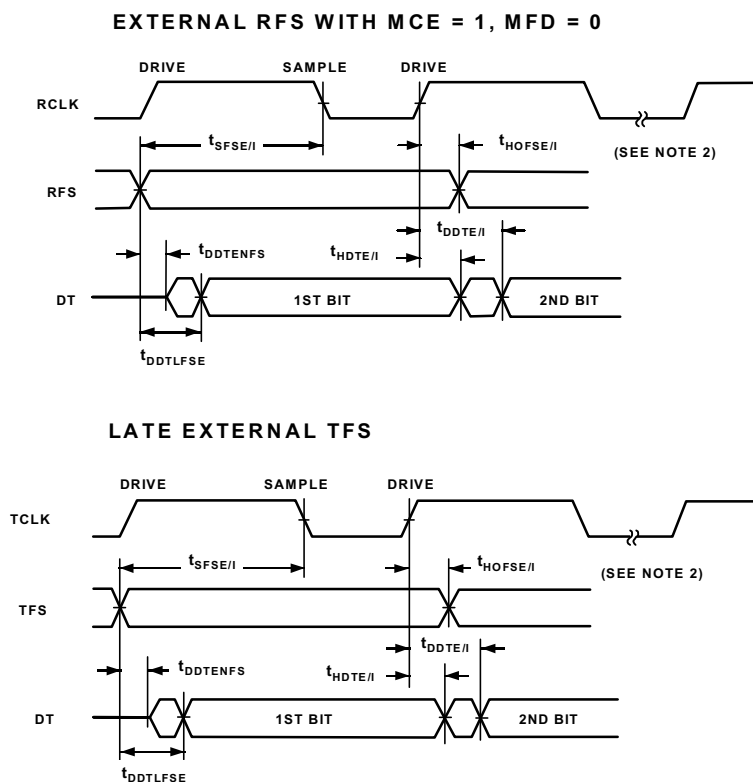 EXTERNAL RFS WITH MCE = 1, MFD = 0
DRIVE SAMPLE DRIVE
RCLK
tSFSE/I tHOFSE/I (SEE NOTE 2)
RFS
tDDTE/I
tDDTENFS tHDTE/I
DT 1ST BIT 2ND BIT
tDDTLFSE
LATE EXTERNAL TFS
DRIVE SAMPLE DRIVE
TCLK
tSFSE/I tHOFSE/I (SEE NOTE 2)
TFS
tDDTE/I
tDDTENFS tHDTE/I
DT 1ST BIT 2ND BIT
tDDTLFSE